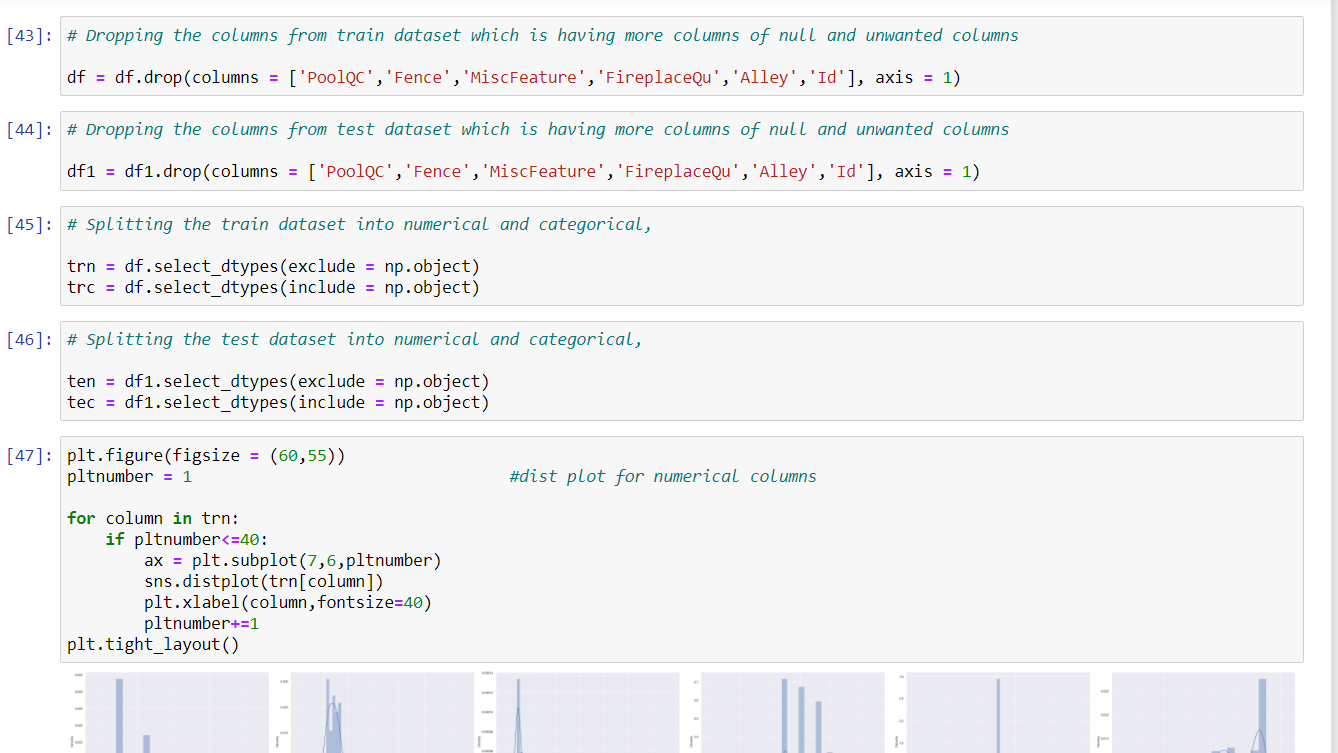 [43]: # Dropping the columns from train dataset which is having more columns of null and unwanted columns
df = df.drop(columns = ['PoolQC','Fence','MiscFeature','FireplaceQu','Alley','Id'], axis = 1)
[44]: # Dropping the columns from test dataset which is having more columns of null and unwanted columns
df1 = df1.drop(columns = ['PoolQC','Fence','MiscFeature','FireplaceQu','Alley','Id'], axis = 1)
[45]: # Splitting the train dataset into numerical and categorical,
trn = df.select_dtypes(exclude = np.object)
trc = df.select_dtypes(include = np.object)
[46]: # Splitting the test dataset into numerical and categorical,
ten = df1.select_dtypes(exclude = np.object)
tec = df1.select_dtypes(include = np.object)
[47]: plt.figure(figsize = (60,55))
pltnumber = 1 #dist plot for numerical columns
for column in trn:
if pltnumber<=40:
ax = plt.subplot(7,6,pltnumber)
sns.distplot(trn[column])
plt.xlabel(column,fontsize=40)
pltnumber+=1
plt.tight_layout()